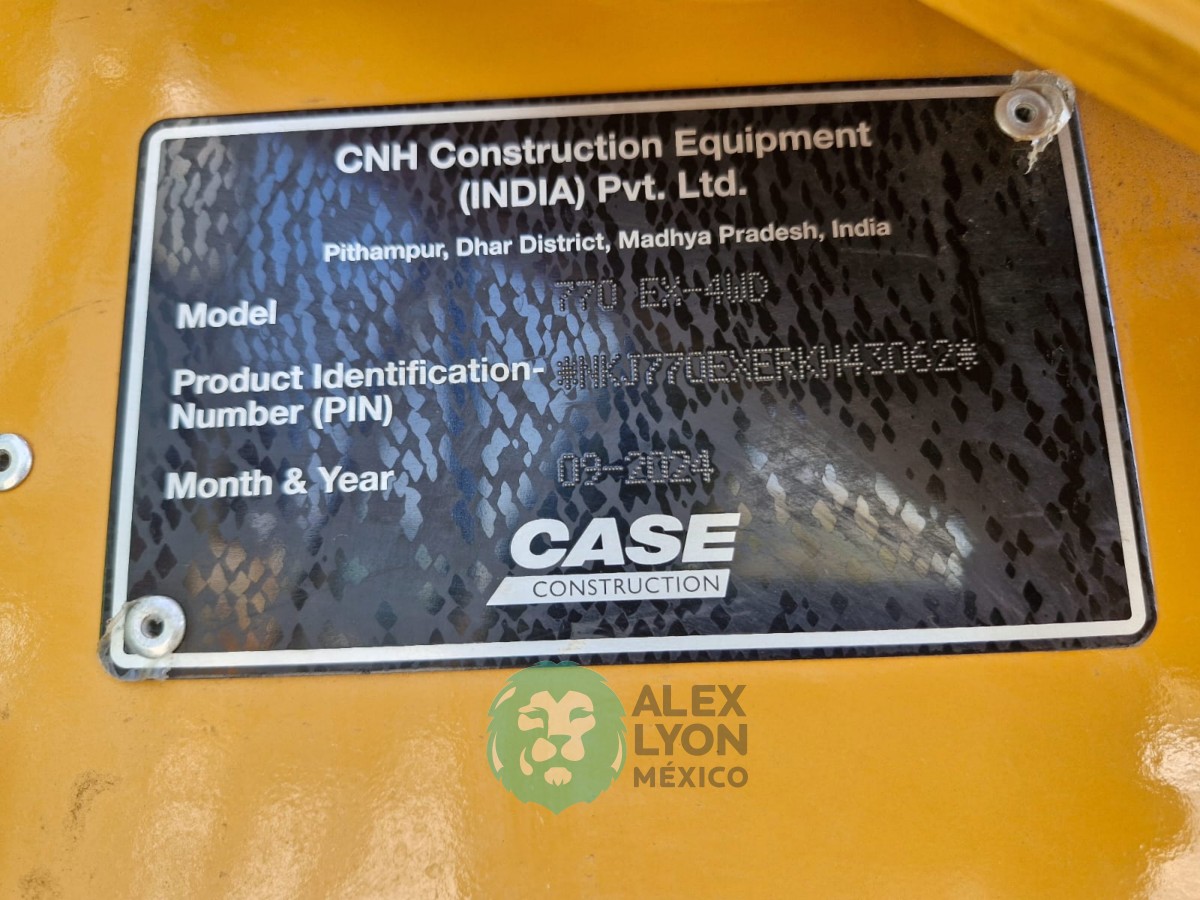 CNH Construction Equipment
(INDIA) Pvt. Ltd.
Pithampur, Dhar District, Madhya Pradesh, India
Model 770 EX-4WD
Product Identification- *NKJ770EXERKH43062*
Number (PIN)
Month & Year 09-2024
CASE
CONSTRUCTION
ALEX
LYON
MÉXICO